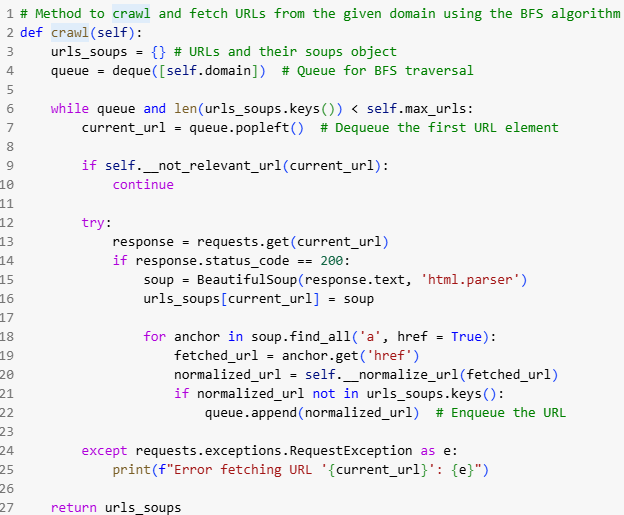 1 # Method to crawl and fetch URLs from the given domain using the BFS algorithm
2 def crawl(self):
3     urls_soups = {} # URLs and their soups object
4     queue = deque([self.domain])  # Queue for BFS traversal
5
6     while queue and len(urls_soups.keys()) < self.max_urls:
7         current_url = queue.popleft()  # Dequeue the first URL element
8
9         if self.__not_relevant_url(current_url):
10             continue
11
12         try:
13             response = requests.get(current_url)
14             if response.status_code == 200:
15                 soup = BeautifulSoup(response.text, 'html.parser')
16                 urls_soups[current_url] = soup
17
18                 for anchor in soup.find_all('a', href = True):
19                     fetched_url = anchor.get('href')
20                     normalized_url = self.__normalize_url(fetched_url)
21                     if normalized_url not in urls_soups.keys():
22                         queue.append(normalized_url)  # Enqueue the URL
23
24         except requests.exceptions.RequestException as e:
25             print(f"Error fetching URL '{current_url}': {e}")
26
27     return urls_soups